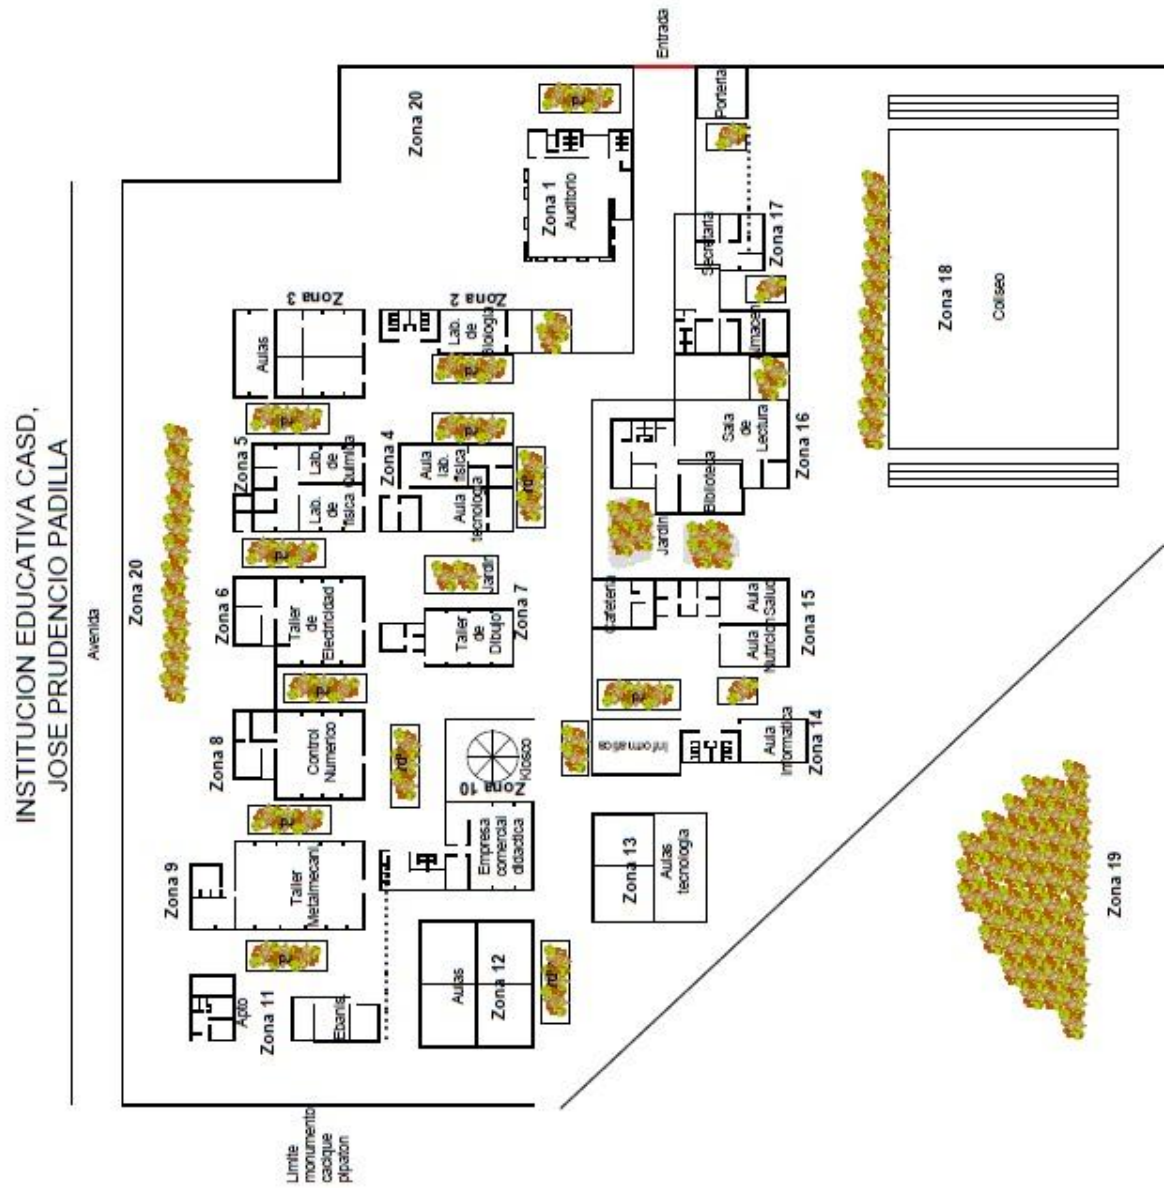 INSTITUCION EDUCATIVA CASD,
JOSE PRUDENCIO PADILLA
Avenida
Entrada
Porteria
Zona 20
Zona 1
Auditorio
Secretaria
Zona 17
Zona 3
Aulas
Zona 2
Lab.
de
Biologia
Almacen
Zona 18
Coliseo
Zona 5
Lab.
de
Quimica
Lab.
de
fisica
Zona 4
Aula
lab.
fisica
Aula
tecnologia
Sala
de
Lectura
Biblioteca
Zona 16
Jardin
Zona 20
Zona 6
Taller
de
Electricidad
Jardin
Taller
de
Dibujo
Zona 7
Cafeteria
Aula
Salud
Aula
Nutricion
Zona 15
Zona 8
Control
Numerico
Kiosco
Zona 10
Informatica
Aula
Informatica
Zona 14
Zona 9
Taller
Metalmecani.
Empresa
comercial
didactica
Zona 13
Aulas
tecnologia
Zona 19
Apto
Zona 11
Ebanis.
Aulas
Zona 12
Limite
monumento
cacique
pipaton